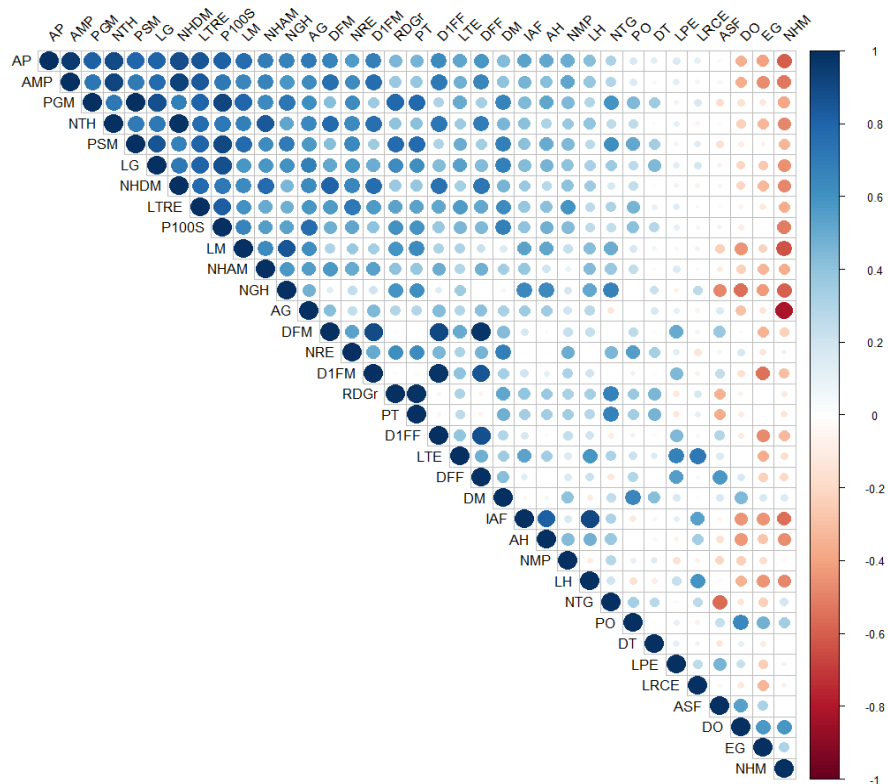 AP AMP PGM NTH PSM LG NHDM LTRE P100S LM NHAM NGH AG DFM NRE D1FM RDGr PT D1FF LTE DFF DM IAF AH NMP LH NTG PO DT LPE LRCE ASF DO EG NHM
AP
AMP
PGM
NTH
PSM
LG
NHDM
LTRE
P100S
LM
NHAM
NGH
AG
DFM
NRE
D1FM
RDGr
PT
D1FF
LTE
DFF
DM
IAF
AH
NMP
LH
NTG
PO
DT
LPE
LRCE
ASF
DO
EG
NHM
1
0.8
0.6
0.4
0.2
0
-0.2
-0.4
-0.6
-0.8
-1